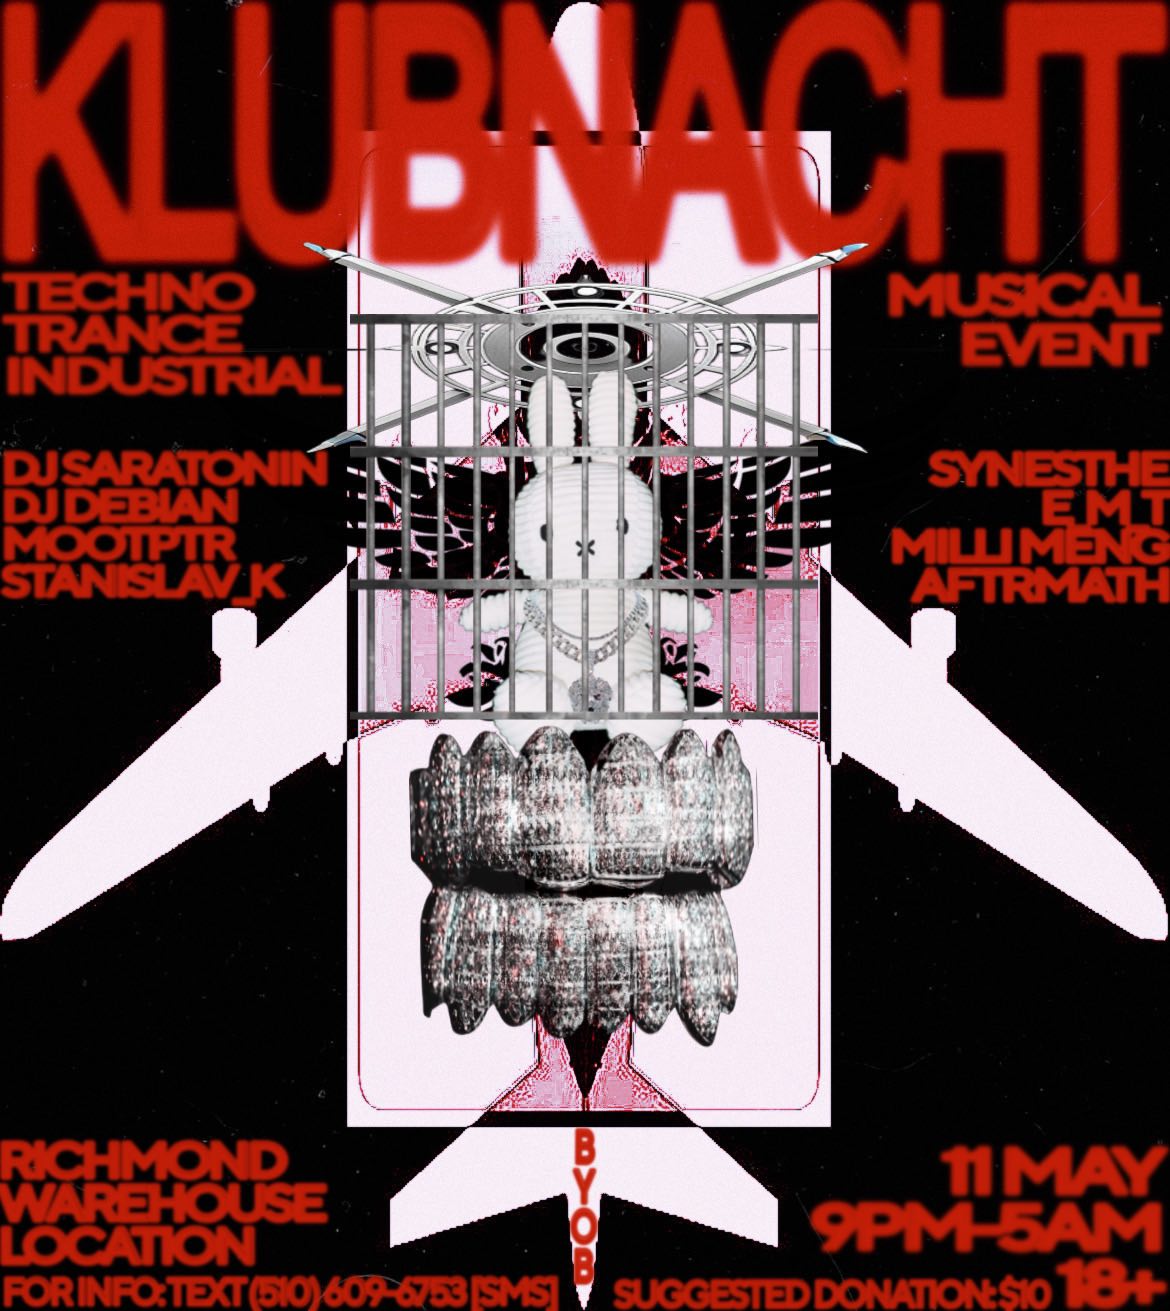 KLUBNACHT
TECHNO
TRANCE
INDUSTRIAL
MUSICAL
EVENT
DJ SARATONIN
DJ DEBIAN
MOOTPTR
STANISLAV_K
SYNESTHE
E M T
MILLI MENG
AFTRMATH
RICHMOND
WAREHOUSE
LOCATION
FOR INFO: TEXT (510) 609-6753 [SMS]
BYOB
11 MAY
9PM-5AM
SUGGESTED DONATION: $10 18+